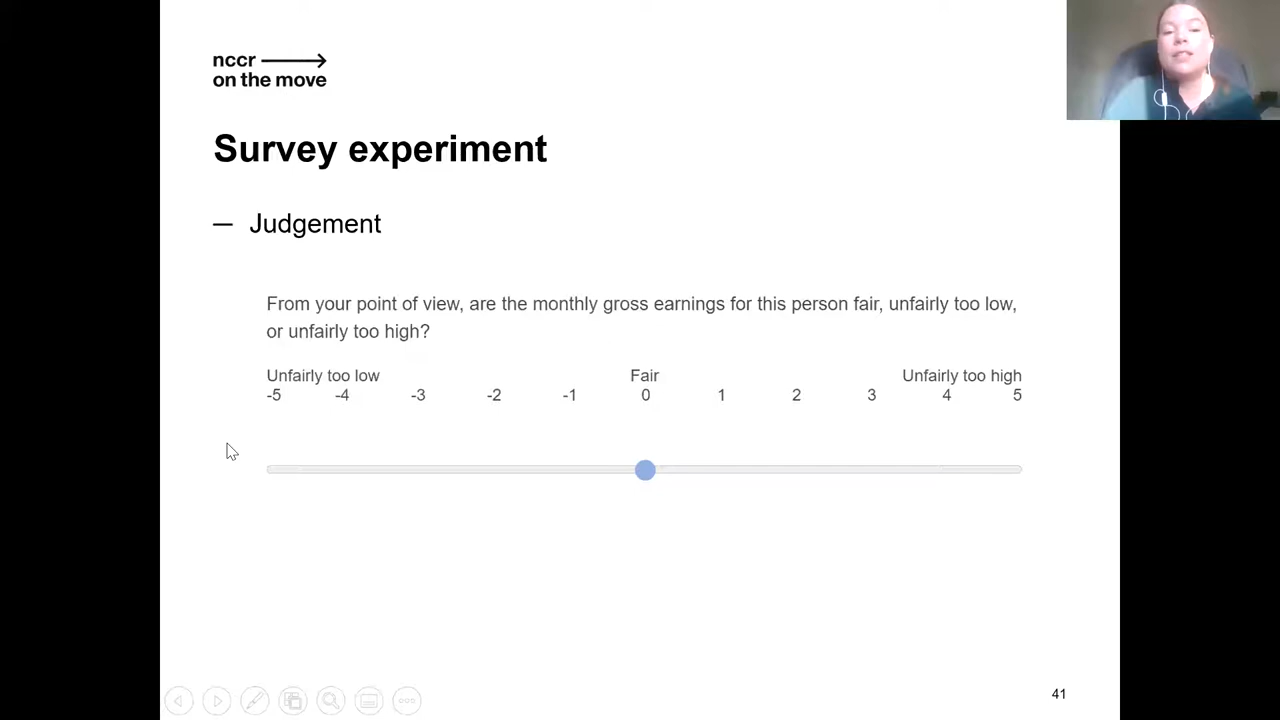 nccr
on the move
Survey experiment
— Judgement
From your point of view, are the monthly gross earnings for this person fair, unfairly too low,
or unfairly too high?
Unfairly too low Fair Unfairly too high
-5 -4 -3 -2 -1 0 1 2 3 4 5
41